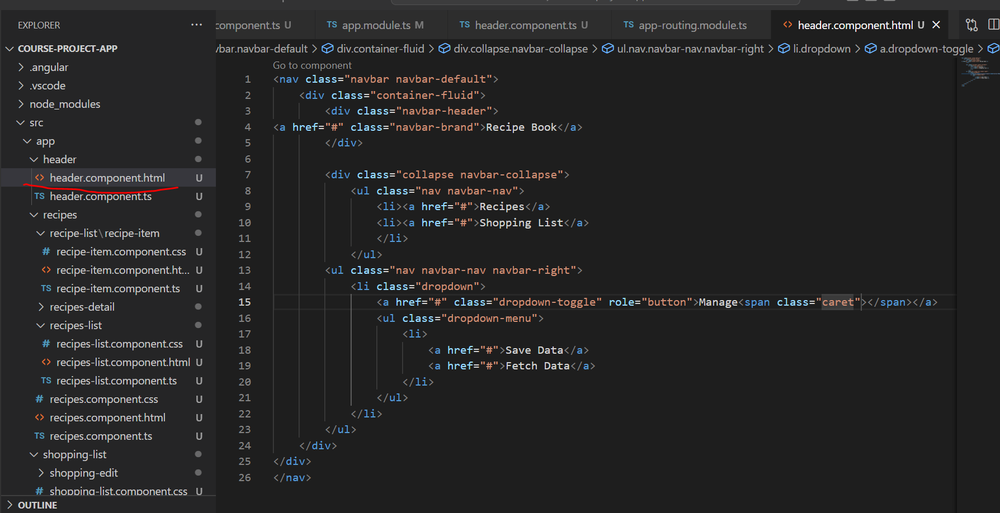 EXPLORER
...
COURSE-PROJECT-APP
.angular
.vscode
node_modules
src
app
header
header.component.html U
header.component.ts U
recipes
recipe-list\recipe-item
# recipe-item.component.css U
<> recipe-item.component.ht... U
TS recipe-item.component.ts U
recipes-detail
recipes-list
# recipes-list.component.css U
<> recipes-list.component.html U
TS recipes-list.component.ts U
# recipes.component.css U
<> recipes.component.html U
TS recipes.component.ts U
shopping-list
shopping-edit
# shopping-list.component.css U
OUTLINE
component.ts U
TS app.module.ts M
TS header.component.ts U
TS app-routing.module.ts
<> header.component.html U
vbar.navbar-default > div.container-fluid > div.collapse.navbar-collapse > ul.nav.navbar-nav.navbar-right > li.dropdown > a.dropdown-toggle >
Go to component
1 <nav class="navbar navbar-default">
2 <div class="container-fluid">
3 <div class="navbar-header">
4 <a href="#" class="navbar-brand">Recipe Book</a>
5 </div>
6
7 <div class="collapse navbar-collapse">
8 <ul class="nav navbar-nav">
9 <li><a href="#">Recipes</a>
10 <li><a href="#">Shopping List</a>
11 </li>
12 </ul>
13 <ul class="nav navbar-nav navbar-right">
14 <li class="dropdown">
15 <a href="#" class="dropdown-toggle" role="button">Manage<span class="caret"></span></a>
16 <ul class="dropdown-menu">
17 <li>
18 <a href="#">Save Data</a>
19 <a href="#">Fetch Data</a>
20 </li>
21 </ul>
22 </li>
23 </ul>
24 </div>
25 </div>
26 </nav>